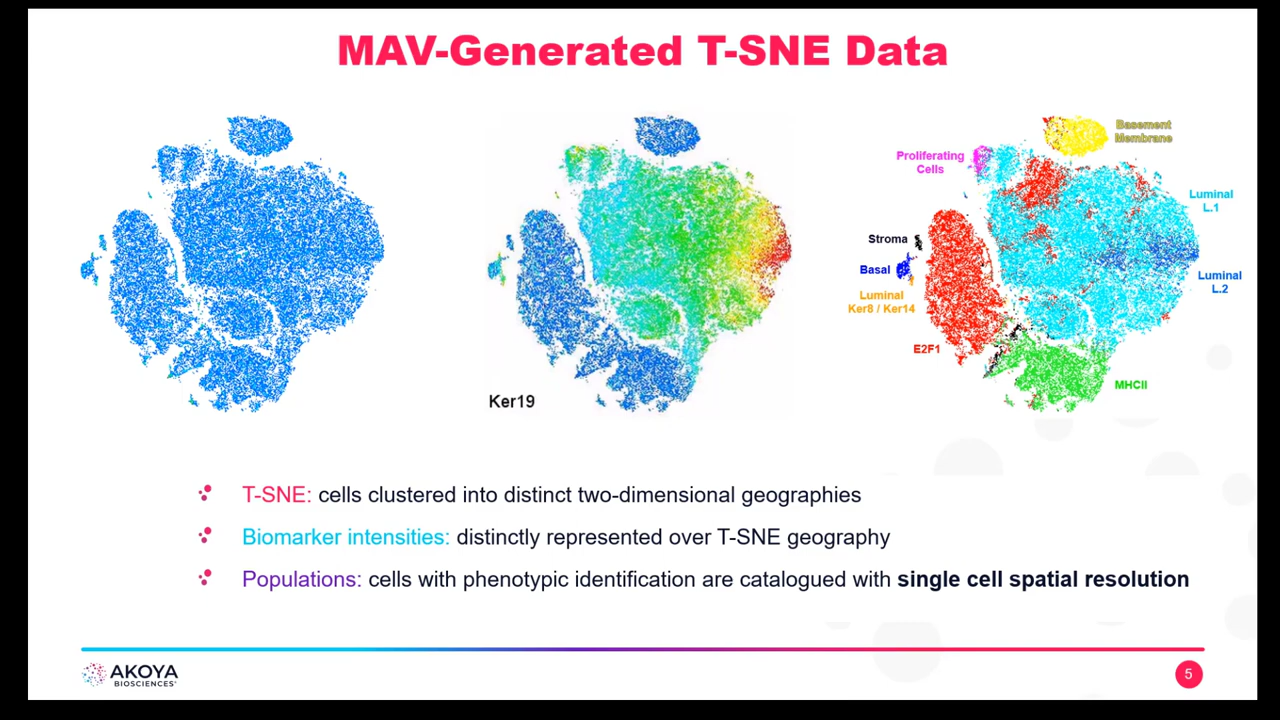 MAV-Generated T-SNE Data
Basement
Membrane
Proliferating
Cells
Luminal
L.1
Stroma
Basal
Luminal
L.2
Luminal
Ker8 / Ker14
E2F1
MHCII
Ker19
T-SNE: cells clustered into distinct two-dimensional geographies
Biomarker intensities: distinctly represented over T-SNE geography
Populations: cells with phenotypic identification are catalogued with single cell spatial resolution
AKOYA
BIOSCIENCES
5